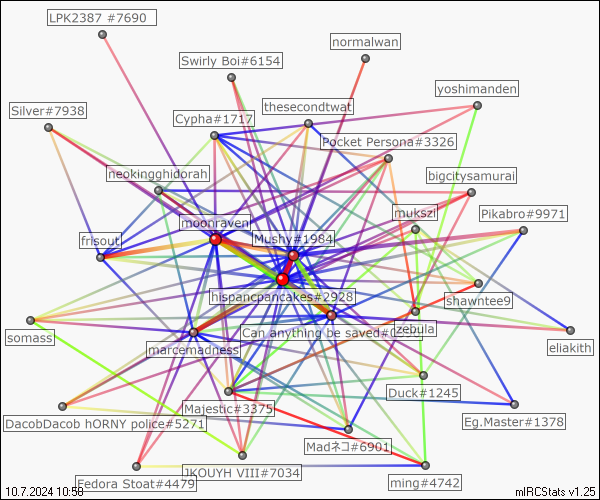 LPK2387 #7690
normalwan
Swirly Boi#6154
yoshimanden
Silver#7938
thesecondtwat
Cypha#1717
Pocket Persona#3326
neokingghidorah
bigcitysamurai
mukszi
Pikabro#9971
moonraven
Mushy#1984
frisout
hispancpancakes#2928
shawntee9
Can anything be saved#0
zebula
somass
marcemadness
eliakith
Duck#1245
Majestic#3375
DacobDacob hORNY police#5271
Eg.Master#1378
Madネコ#6901
Fedora Stoat#4479
JKOUYH VIII#7034
ming#4742
10.7.2024 10:58
mIRCStats v1.25